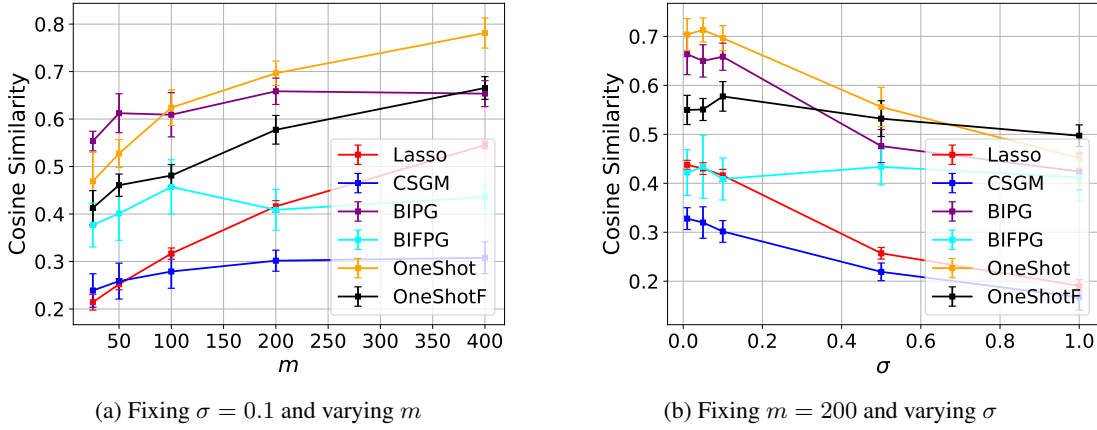 0.8
0.7
0.6
0.5
0.4
0.3
0.2
Cosine Similarity
Lasso
CSGM
BIPG
BIFPG
OneShot
OneShotF
50 100 150 200 250 300 350 400
m
(a) Fixing σ = 0.1 and varying m
0.7
0.6
0.5
0.4
0.3
0.2
Cosine Similarity
Lasso
CSGM
BIPG
BIFPG
OneShot
OneShotF
0.0 0.2 0.4 0.6 0.8 1.0
σ
(b) Fixing m = 200 and varying σ